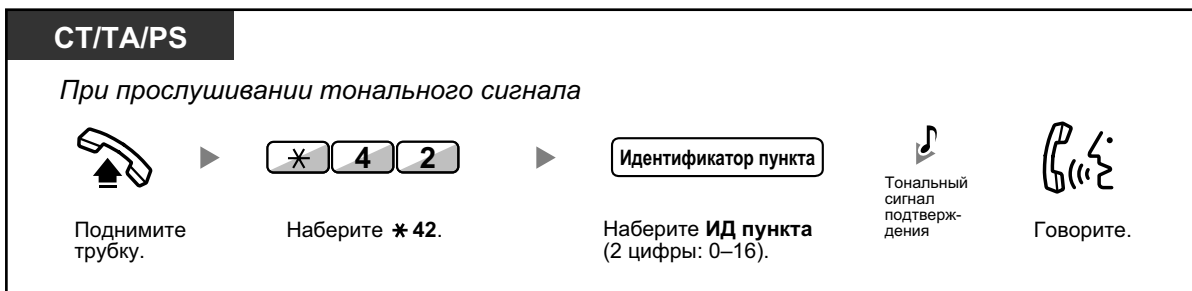 CT/TA/PS
При прослушивании тонального сигнала
* 4 2
Идентификатор пункта
Поднимите
трубку.
Наберите * 42.
Наберите ИД пункта
(2 цифры: 0–16).
Тональный
сигнал
подтверж-
дения
Говорите.